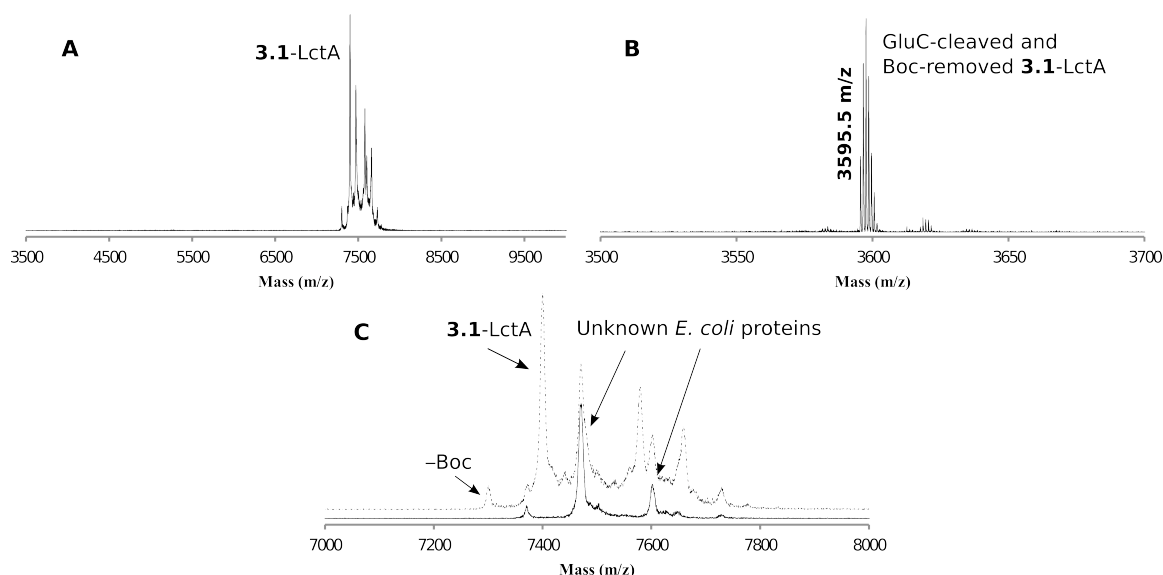 A
3.1-LctA
3500 4500 5500 6500 7500 8500 9500
Mass (m/z)
B
GluC-cleaved and
Boc-removed 3.1-LctA
3595.5 m/z
3500 3550 3600 3650 3700
Mass (m/z)
C
3.1-LctA
Unknown E. coli proteins
–Boc
7000 7200 7400 7600 7800 8000
Mass (m/z)